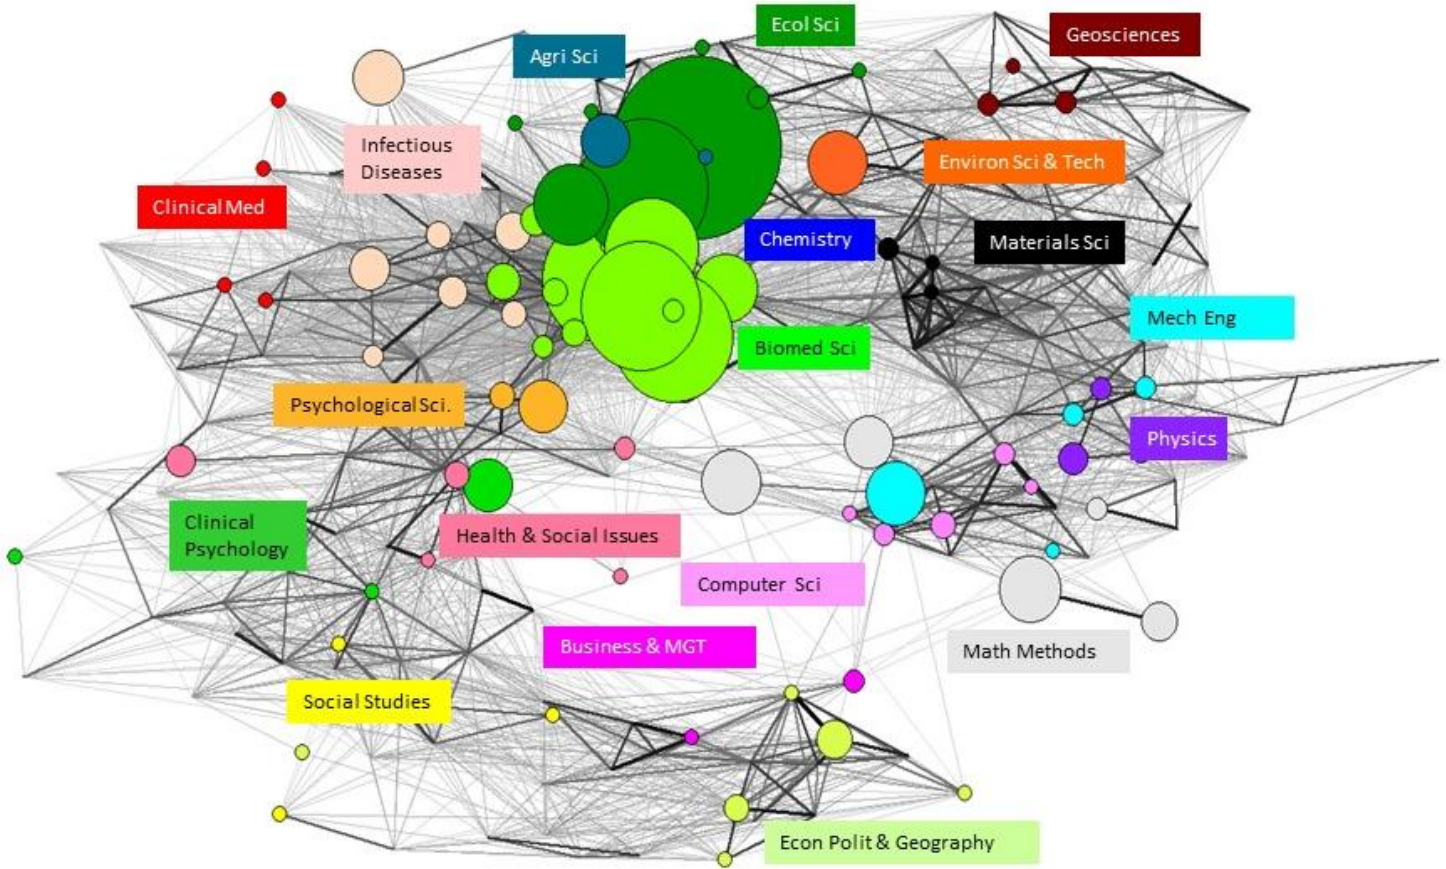 Ecol Sci
Geosciences
Agri Sci
Infectious
Diseases
Environ Sci & Tech
Clinical Med
Chemistry
Materials Sci
Mech Eng
Biomed Sci
Psychological Sci.
Physics
Clinical
Psychology
Health & Social Issues
Computer Sci
Business & MGT
Math Methods
Social Studies
Econ Polit & Geography